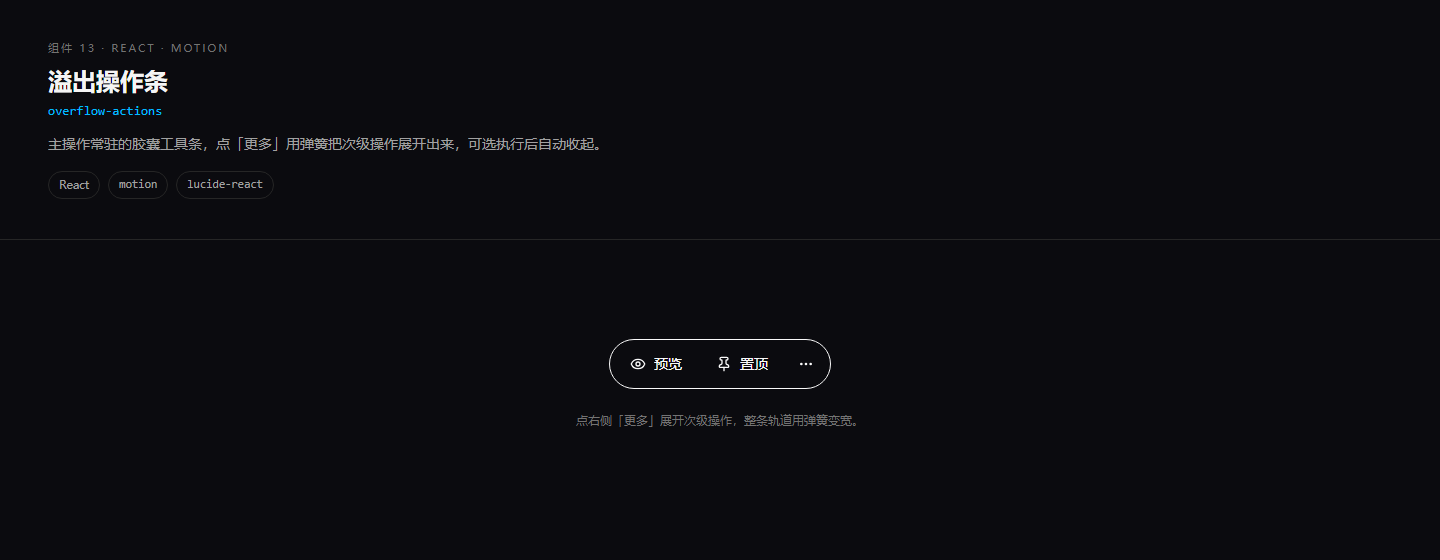 组件 13 · REACT · MOTION
溢出操作条
overflow-actions
主操作常驻的胶囊工具条，点「更多」用弹簧把次级操作展开出来，可选执行后自动收起。
React motion lucide-react
预览 置顶 ···
点右侧「更多」展开次级操作，整条轨道用弹簧变宽。